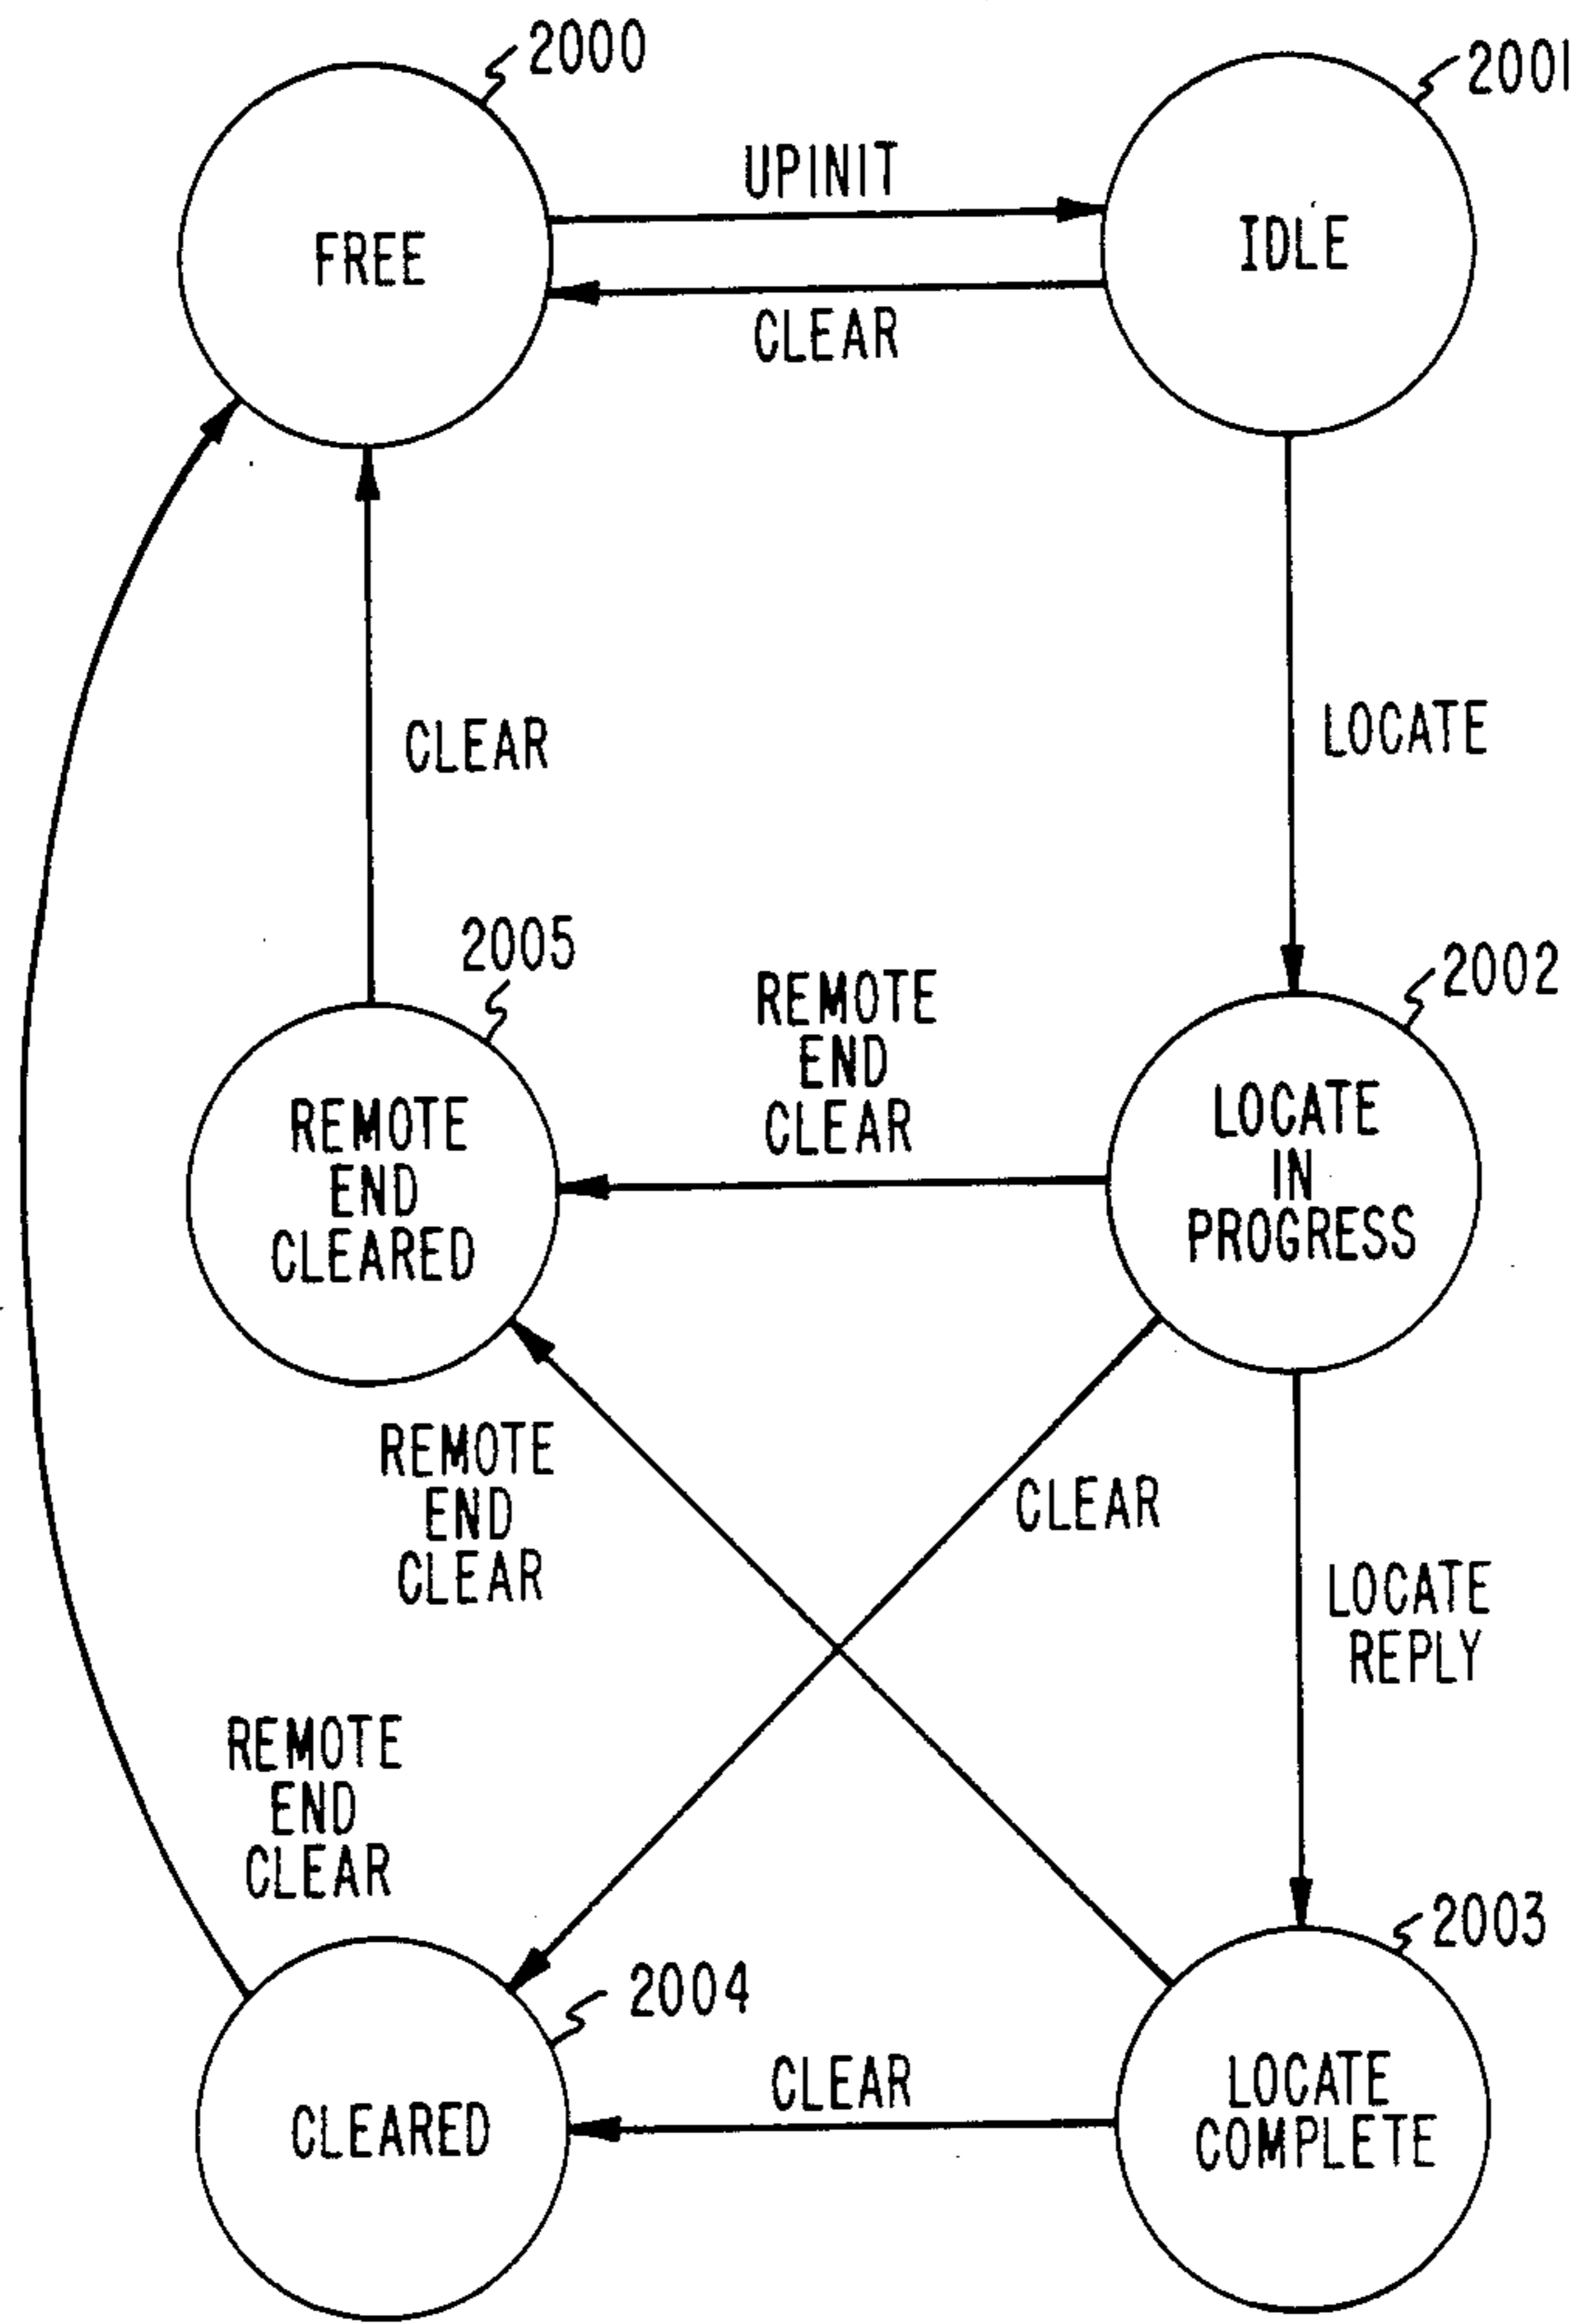 2000
2001
UPINIT
FREE
IDLE
CLEAR
CLEAR
LOCATE
2005
2002
REMOTE
END
CLEAR
REMOTE
END
CLEARED
LOCATE
IN
PROGRESS
REMOTE
END
CLEAR
CLEAR
LOCATE
REPLY
REMOTE
END
CLEAR
2003
2004
CLEAR
CLEARED
LOCATE
COMPLETE